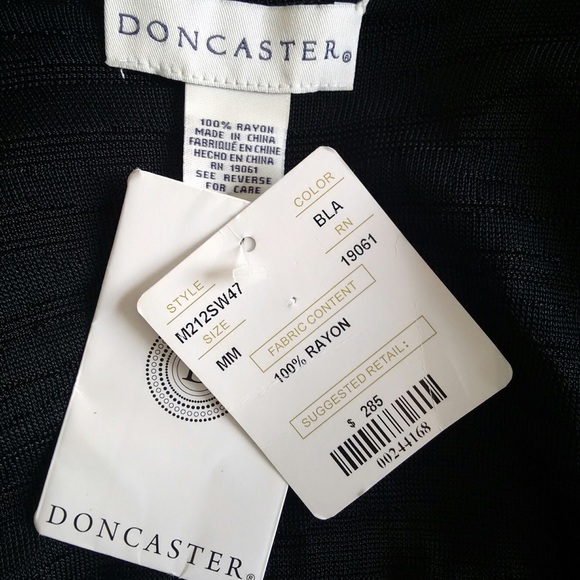 DONCASTER®
100% RAYON
MADE IN CHINA
FABRIQUÉ EN CHINE
HECHO EN CHINA
RN 19061
SEE REVERSE
FOR CARE
COLOR
BLA
RN
19061
STYLE
M212SW47
SIZE
MM
FABRIC CONTENT
100% RAYON
SUGGESTED RETAIL:
$ 285
00244168
DONCASTER®